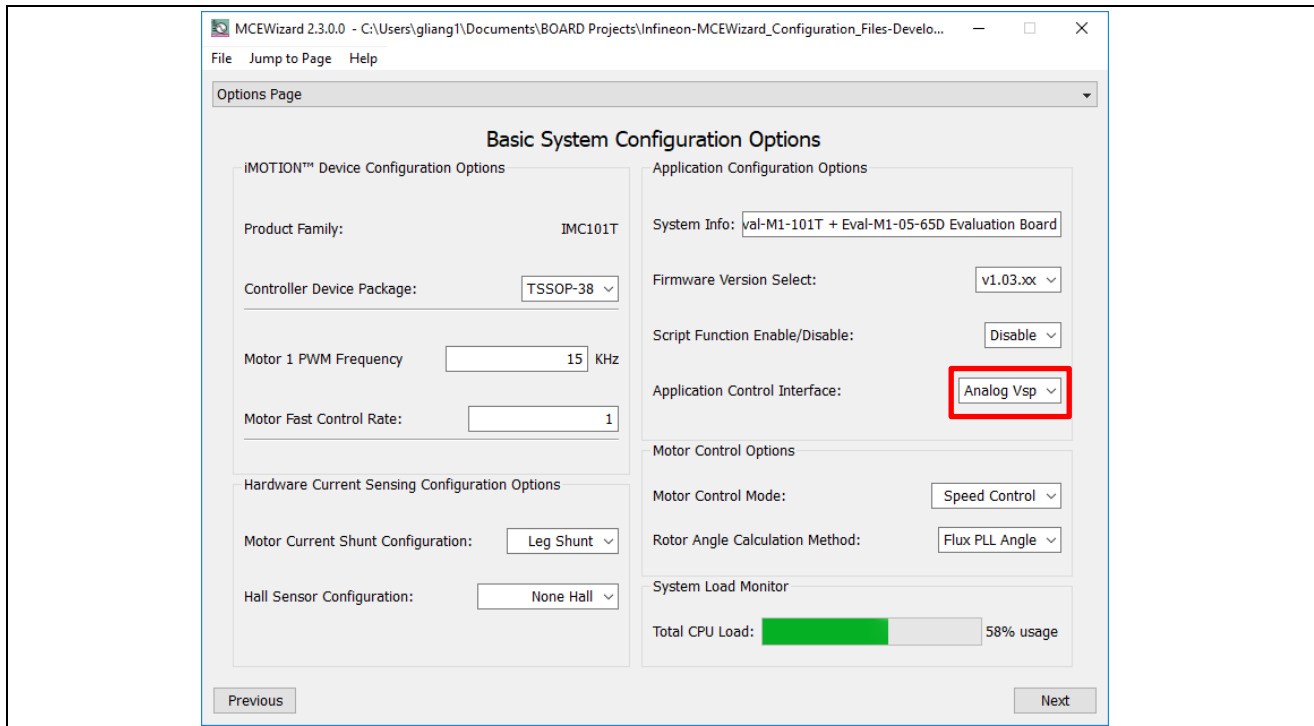 MCEWizard 2.3.0.0 - C:\Users\gliang1\Documents\BOARD Projects\Infineon-MCEWizard_Configuration_Files-Develo...
File Jump to Page Help
Options Page
Basic System Configuration Options
iMOTION™ Device Configuration Options
Product Family: IMC101T
Controller Device Package: TSSOP-38
Motor 1 PWM Frequency 15 KHz
Motor Fast Control Rate: 1
Hardware Current Sensing Configuration Options
Motor Current Shunt Configuration: Leg Shunt
Hall Sensor Configuration: None Hall
Application Configuration Options
System Info: val-M1-101T + Eval-M1-05-65D Evaluation Board
Firmware Version Select: v1.03.xx
Script Function Enable/Disable: Disable
Application Control Interface: Analog Vsp
Motor Control Options
Motor Control Mode: Speed Control
Rotor Angle Calculation Method: Flux PLL Angle
System Load Monitor
Total CPU Load: 58% usage
Previous Next